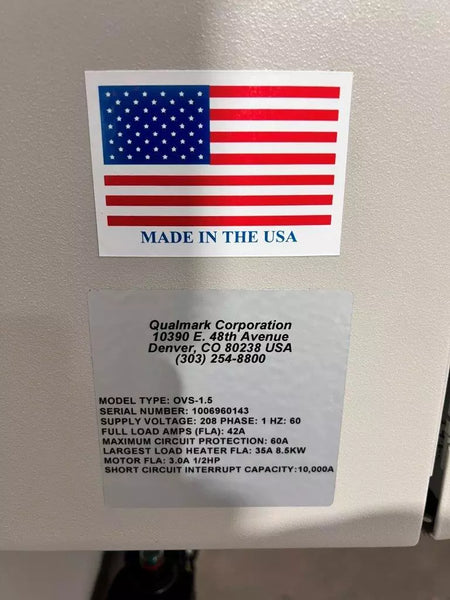 MADE IN THE USA
Qualmark Corporation
10390 E. 48th Avenue
Denver, CO 80238 USA
(303) 254-8800
MODEL TYPE: OVS-1.5
SERIAL NUMBER: 1006960143
SUPPLY VOLTAGE: 208 PHASE: 1 HZ: 60
FULL LOAD AMPS (FLA): 42A
MAXIMUM CIRCUIT PROTECTION: 60A
LARGEST LOAD HEATER FLA: 35A 8.5KW
MOTOR FLA: 3.0A 1/2HP
SHORT CIRCUIT INTERRUPT CAPACITY:10,000A